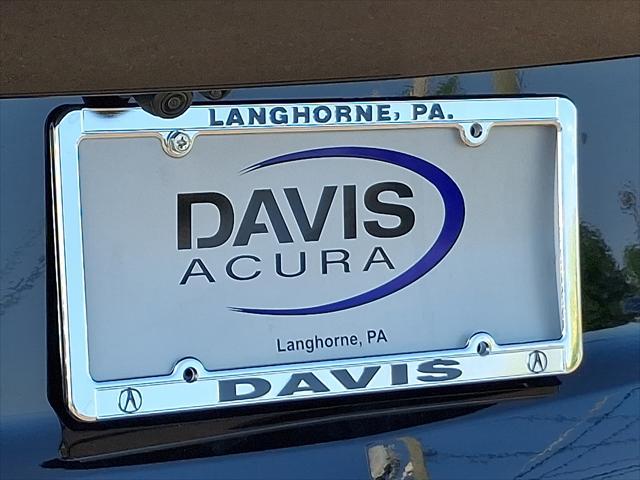 LANGHORNE, PA.
DAVIS
ACURA
Langhorne, PA
DAVIS